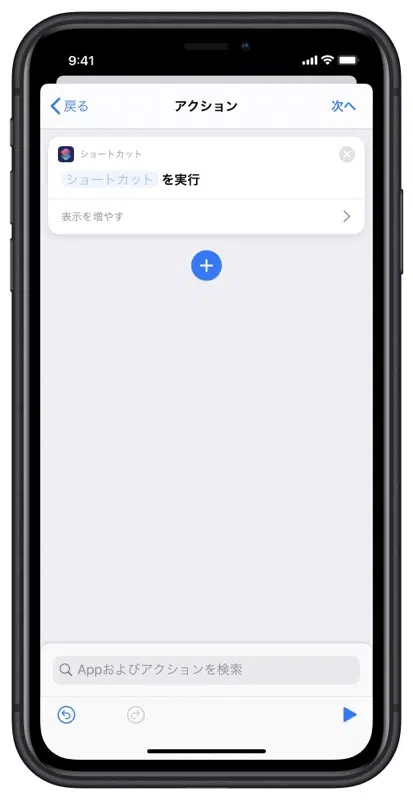 9:41
戻る
アクション
次へ
ショートカット
ショートカット を実行
表示を増やす
Appおよびアクションを検索